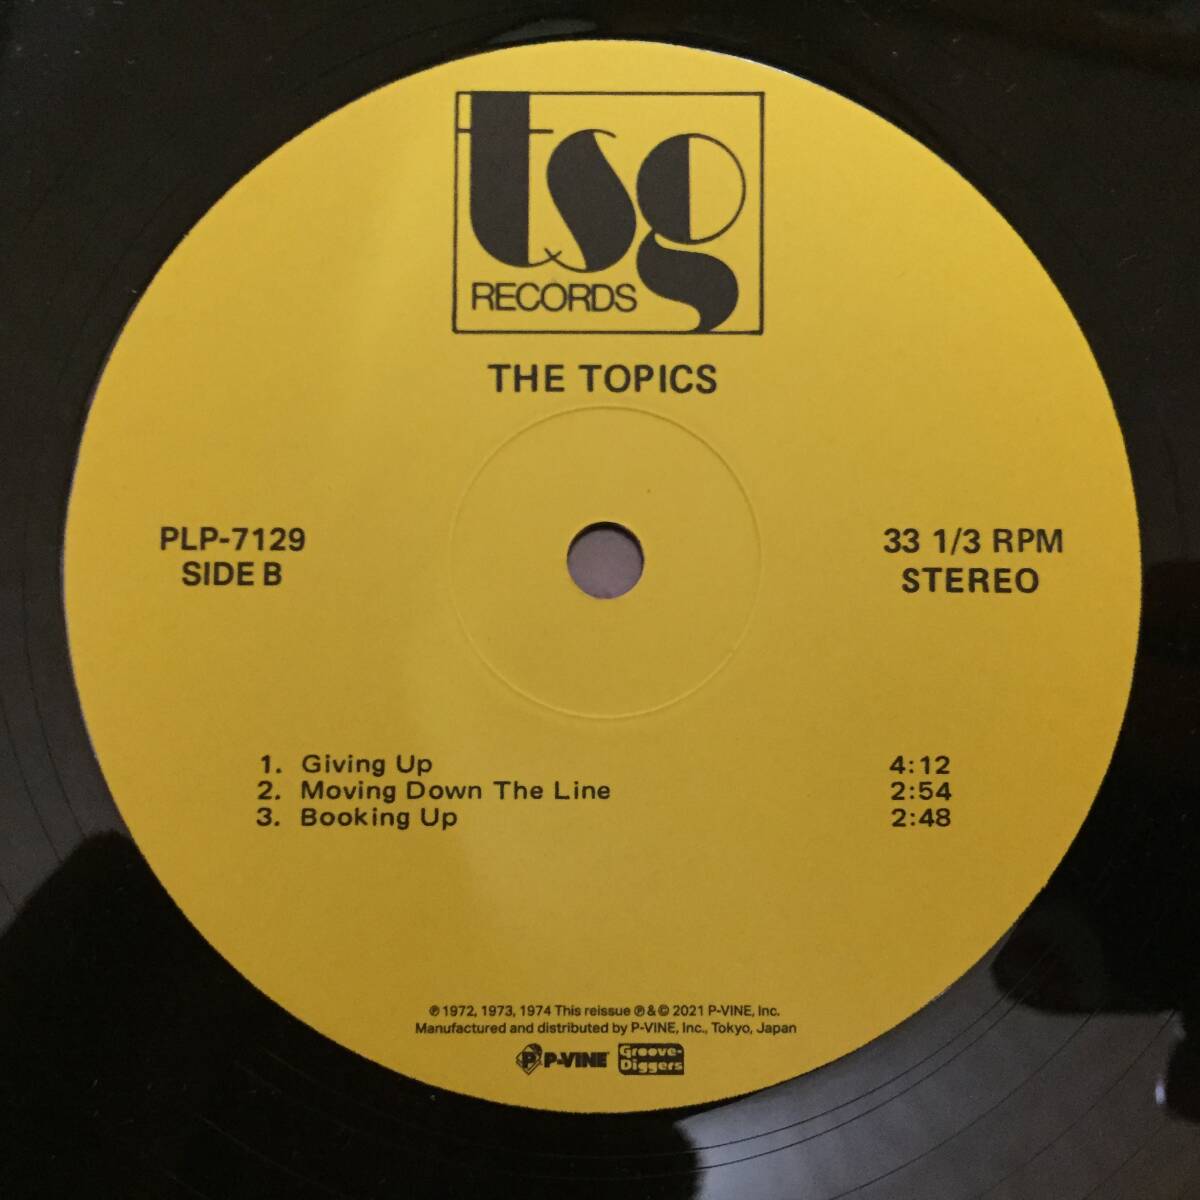 tsg
RECORDS
THE TOPICS
PLP-7129
SIDE B
33 1/3 RPM
STEREO
1. Giving Up 4:12
2. Moving Down The Line 2:54
3. Booking Up 2:48
℗ 1972, 1973, 1974 This reissue ℗ & © 2021 P-VINE, Inc.
Manufactured and distributed by P-VINE, Inc., Tokyo, Japan
P P-VINE
Groove-
Diggers